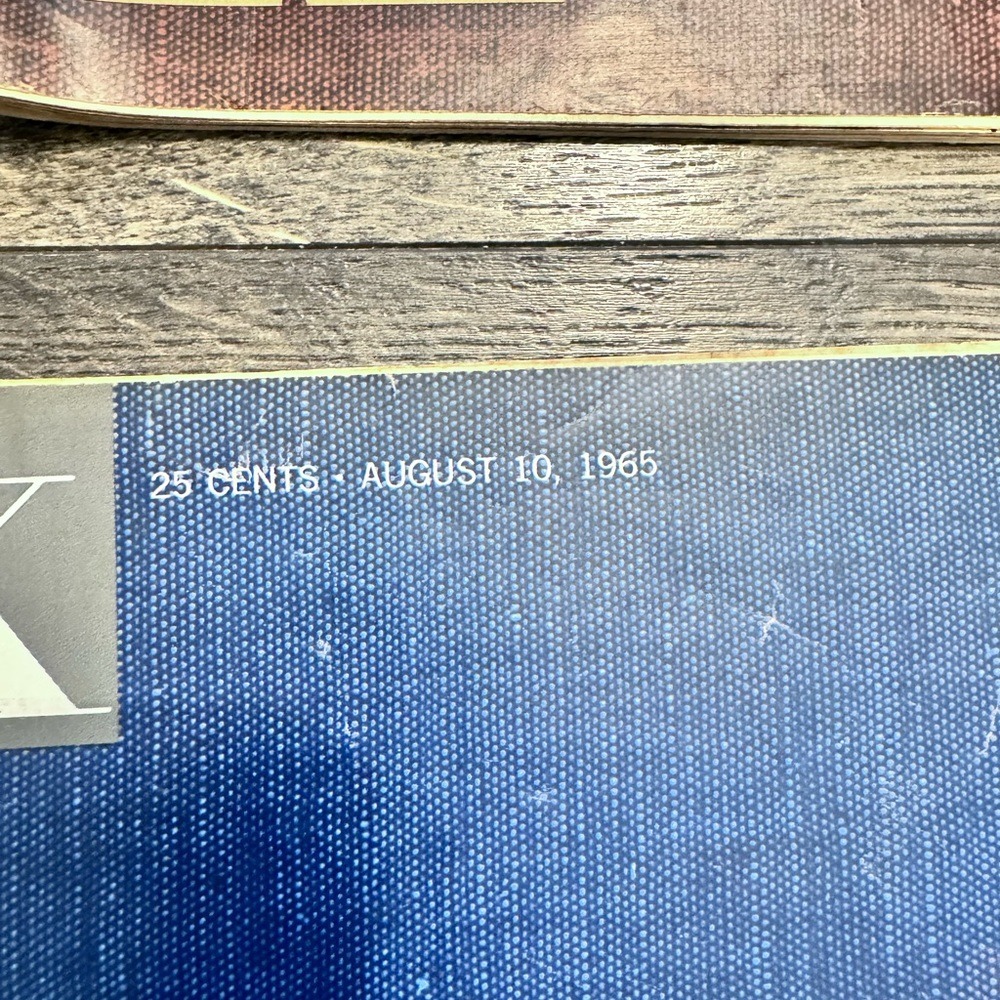 25 CENTS · AUGUST 10, 1965
K